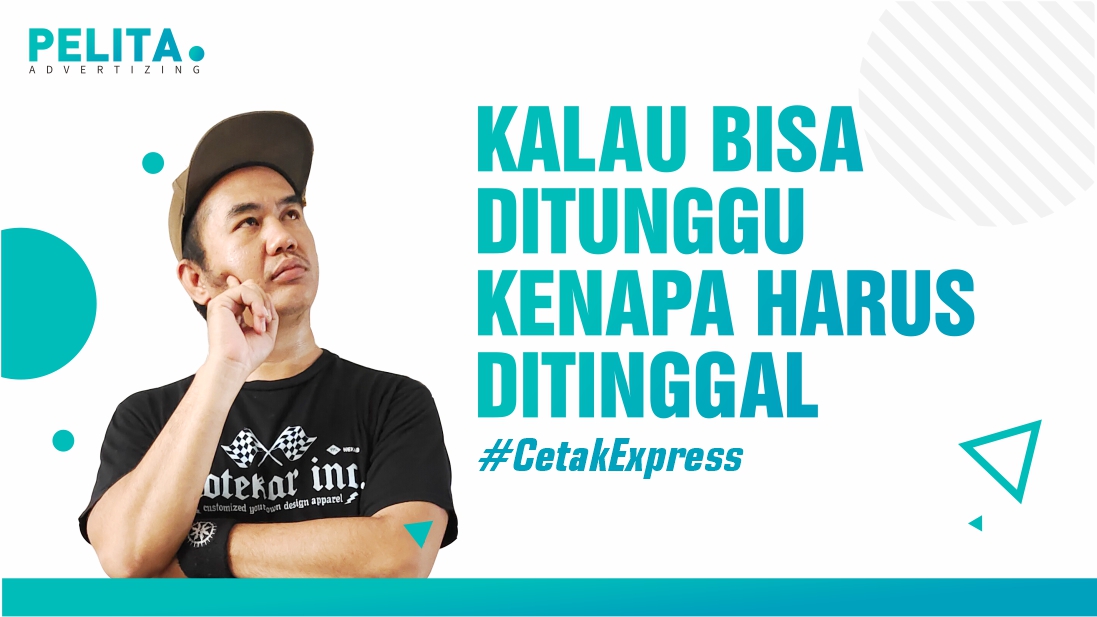 PELITA.
ADVERTIZING
KALAU BISA
DITUNGGU
KENAPA HARUS
DITINGGAL
#CetakExpress
otekar inc.
customized your own design apparel